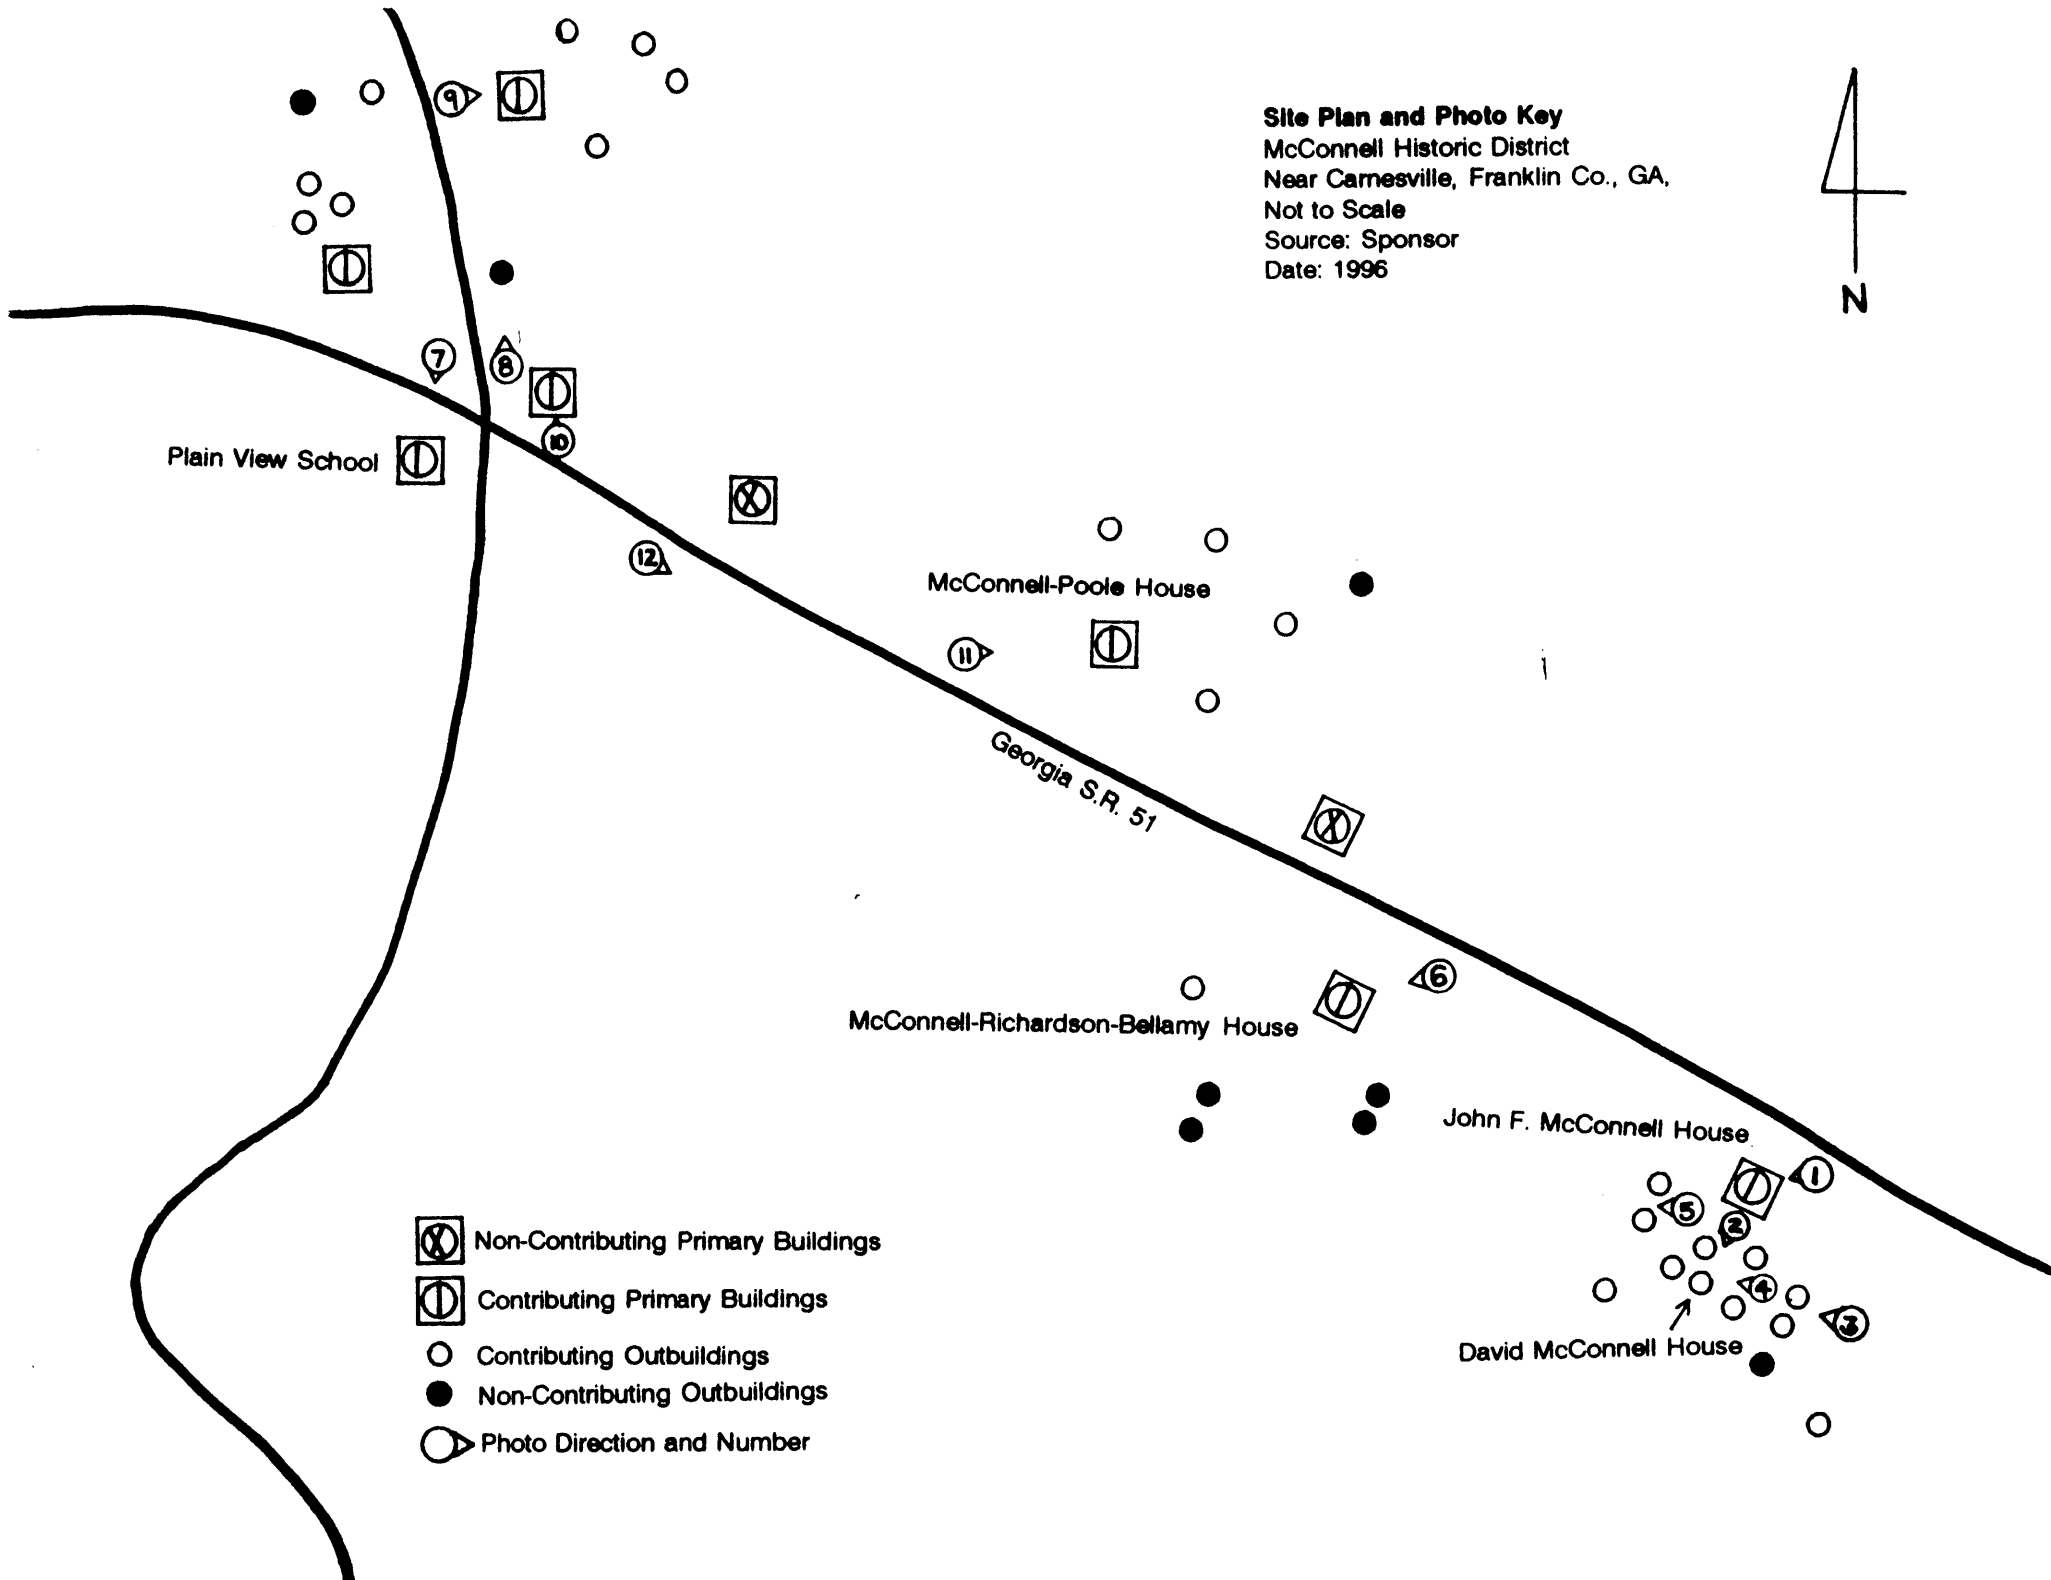 Site Plan and Photo Key
McConnell Historic District
Near Carnesville, Franklin Co., GA,
Not to Scale
Source: Sponsor
Date: 1996
N
9
7
8
10
Plain View School
12
McConnell-Poole House
11
Georgia S.R. 51
6
McConnell-Richardson-Bellamy House
John F. McConnell House
1
5
2
4
3
David McConnell House
Non-Contributing Primary Buildings
Contributing Primary Buildings
Contributing Outbuildings
Non-Contributing Outbuildings
Photo Direction and Number